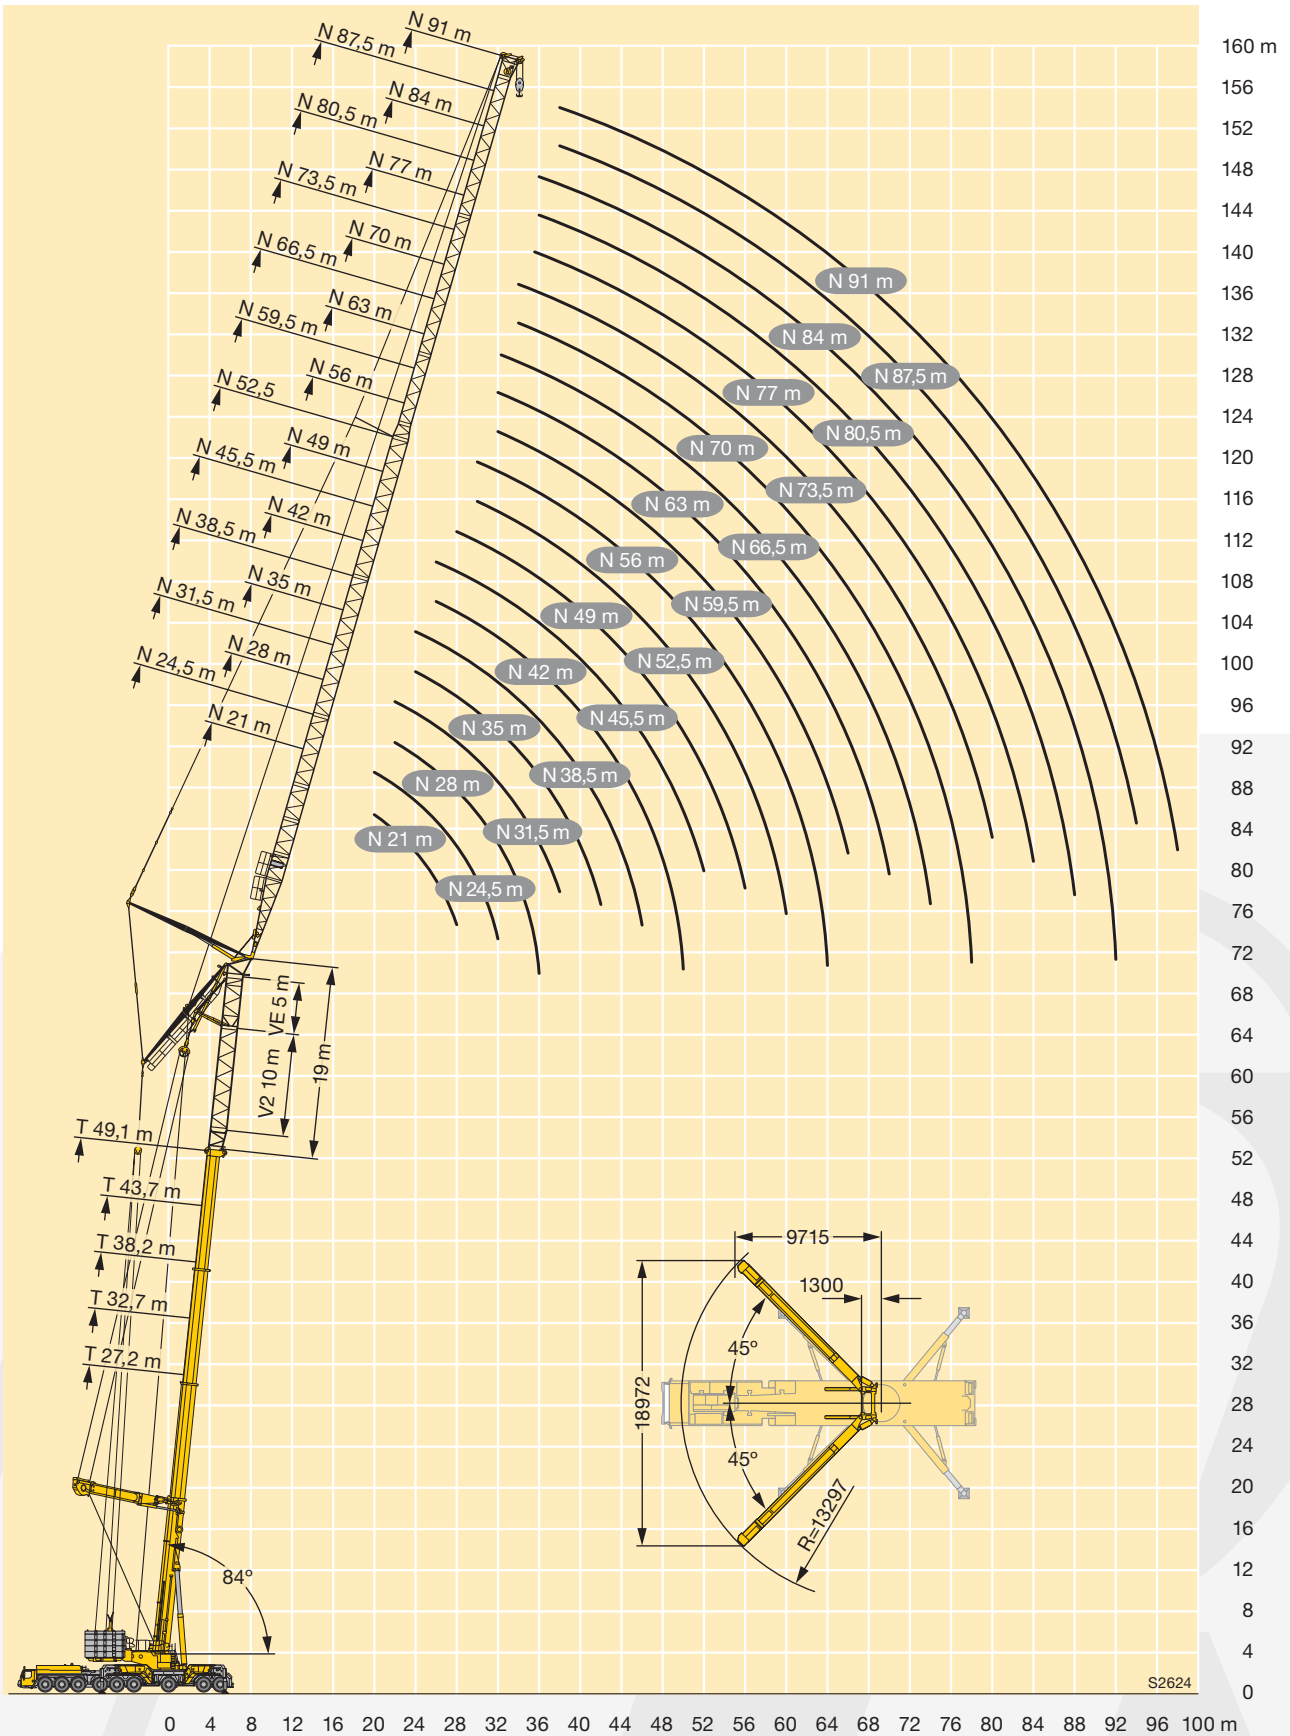 N 91 m
N 87,5 m
N 84 m
N 80,5 m
N 77 m
N 73,5 m
N 70 m
N 66,5 m
N 63 m
N 59,5 m
N 56 m
N 52,5
N 49 m
N 45,5 m
N 42 m
N 38,5 m
N 35 m
N 31,5 m
N 28 m
N 24,5 m
N 21 m
VE 5 m
V2 10 m
19 m
T 49,1 m
T 43,7 m
T 38,2 m
T 32,7 m
T 27,2 m
84°
N 91 m
N 84 m
N 87,5 m
N 77 m
N 80,5 m
N 70 m
N 73,5 m
N 63 m
N 66,5 m
N 56 m
N 59,5 m
N 49 m
N 52,5 m
N 42 m
N 45,5 m
N 35 m
N 38,5 m
N 28 m
N 31,5 m
N 21 m
N 24,5 m
9715
1300
45°
18972
45°
R=13297
S2624
160 m
156
152
148
144
140
136
132
128
124
120
116
112
108
104
100
96
92
88
84
80
76
72
68
64
60
56
52
48
44
40
36
32
28
24
20
16
12
8
4
0
0 4 8 12 16 20 24 28 32 36 40 44 48 52 56 60 64 68 72 76 80 84 88 92 96 100 m